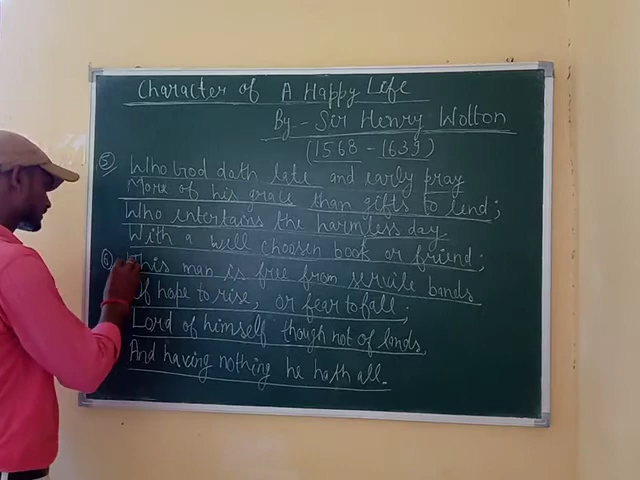 Character of A Happy Life
By:- Sir Henry Wolton
(1568 - 1639)
(5) Who God doth late and early pray
More of his grace than gifts to lend;
Who entertains the harmless day
With a well choosen book or friend;
(6) This man is free from servile bands
Of hope to rise, or fear to fall;
Lord of himself though not of lands,
And having nothing he hath all.